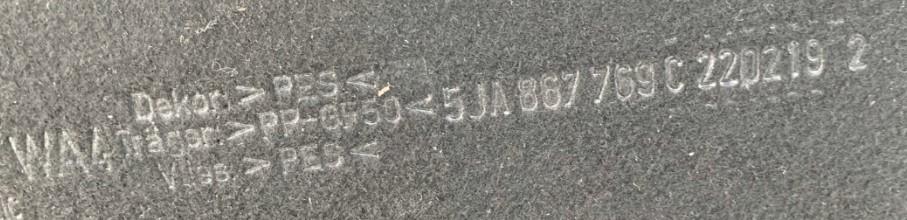 Dekor: >PES<
WA4 Träger: >PP-GF50< 5JA 867 769 C 220219 2
Vlies: >PES<